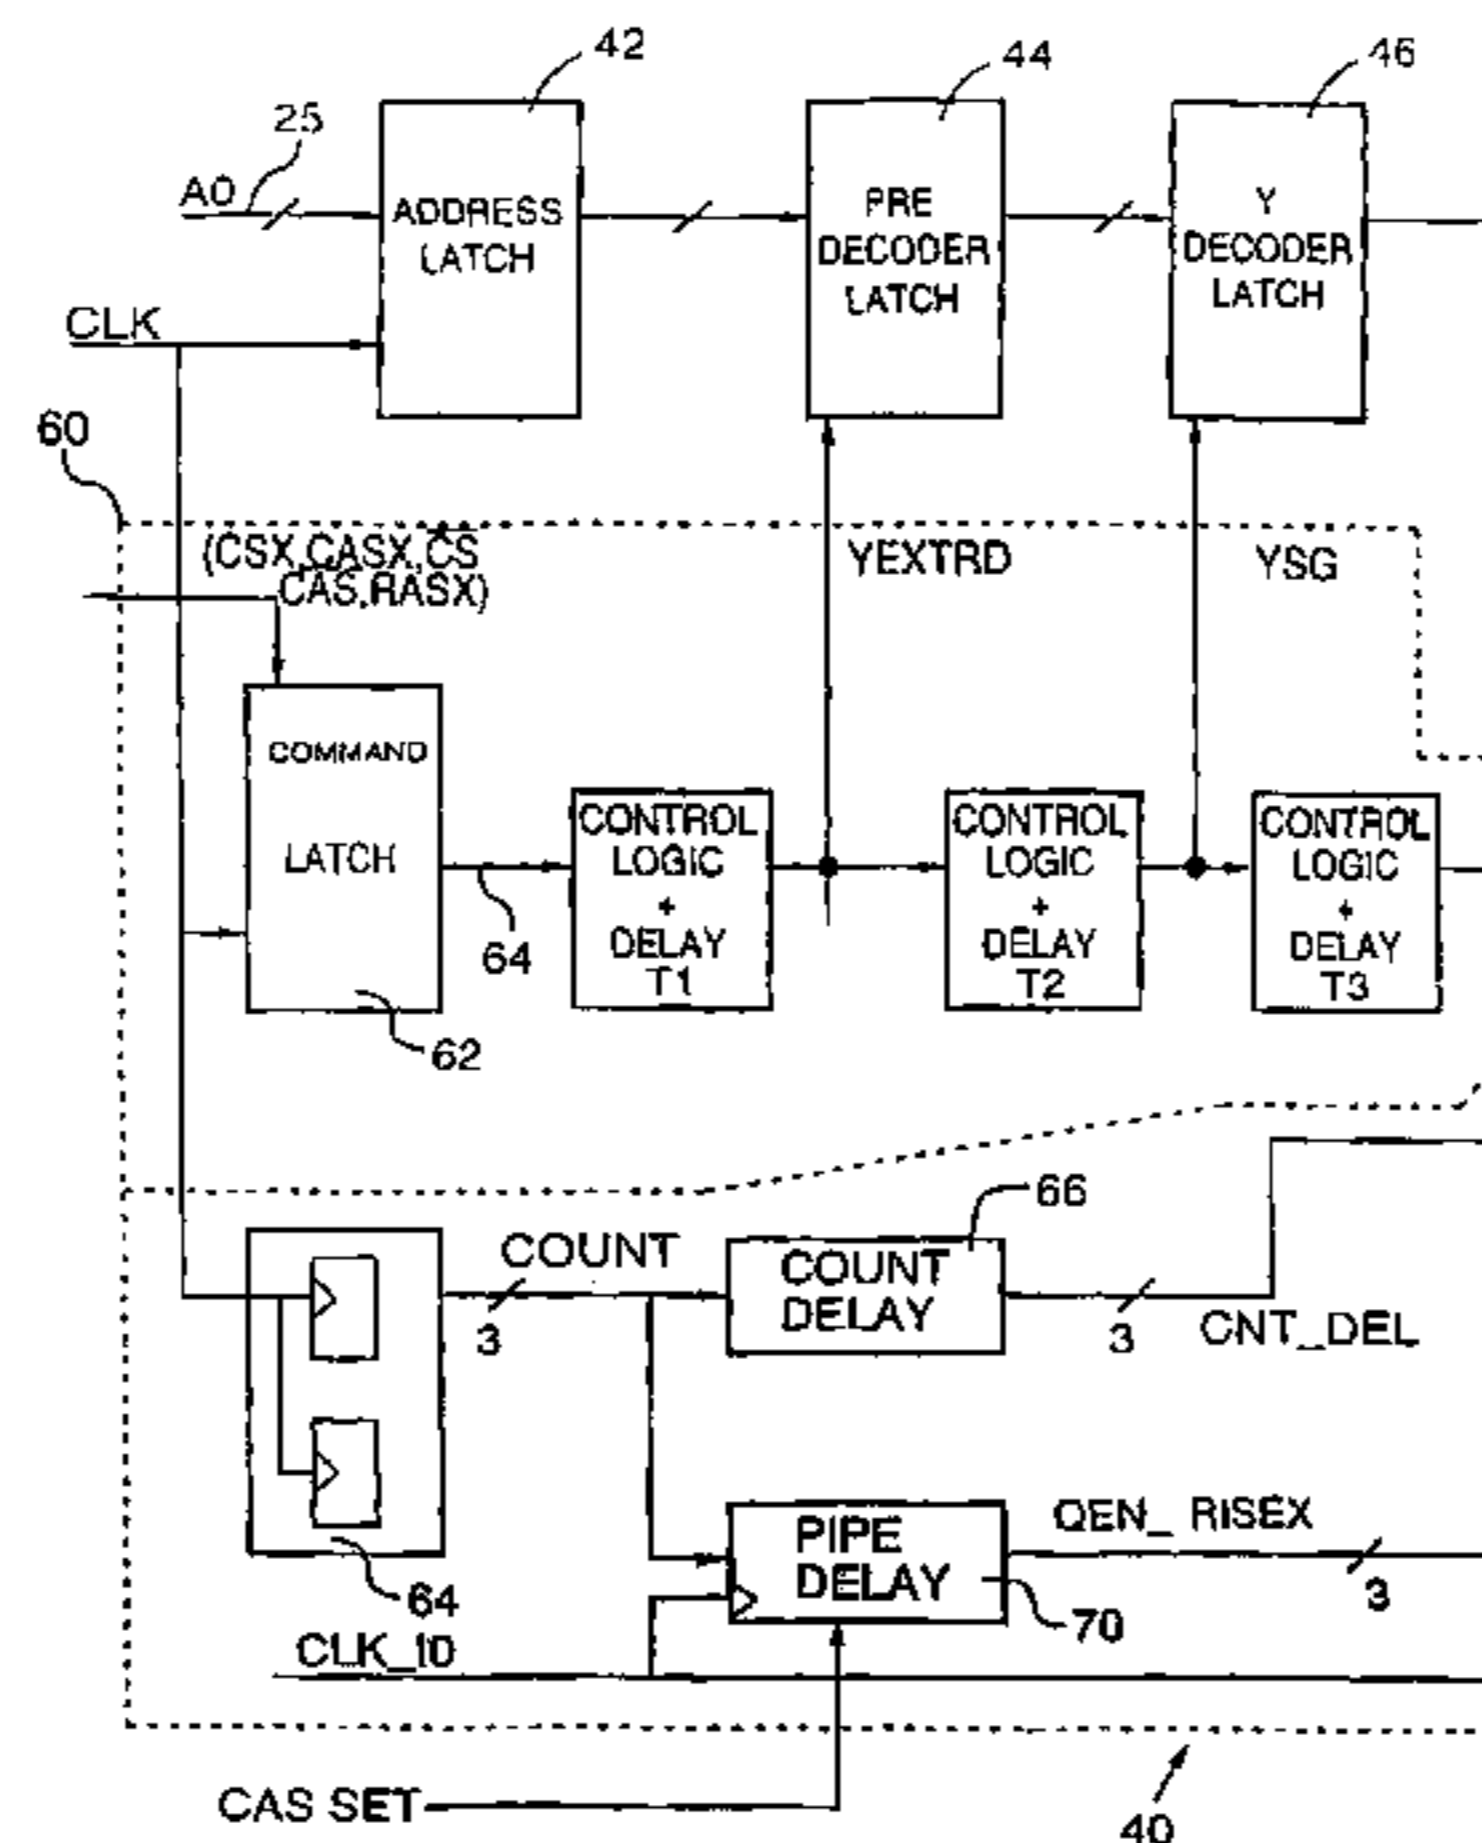 42
44
46
25
A0
ADDRESS
LATCH
PRE
DECODER
LATCH
Y
DECODER
LATCH
CLK
60
(CSX,CASX,CS
CAS,RASX)
YEXTRD
YSG
COMMAND
LATCH
64
CONTROL
LOGIC
+
DELAY
T1
CONTROL
LOGIC
+
DELAY
T2
CONTROL
LOGIC
+
DELAY
T3
62
66
COUNT
3
COUNT
DELAY
3
CNT_DEL
64
PIPE
DELAY
QEN_ RISEX
3
70
CLK_10
CAS SET
40